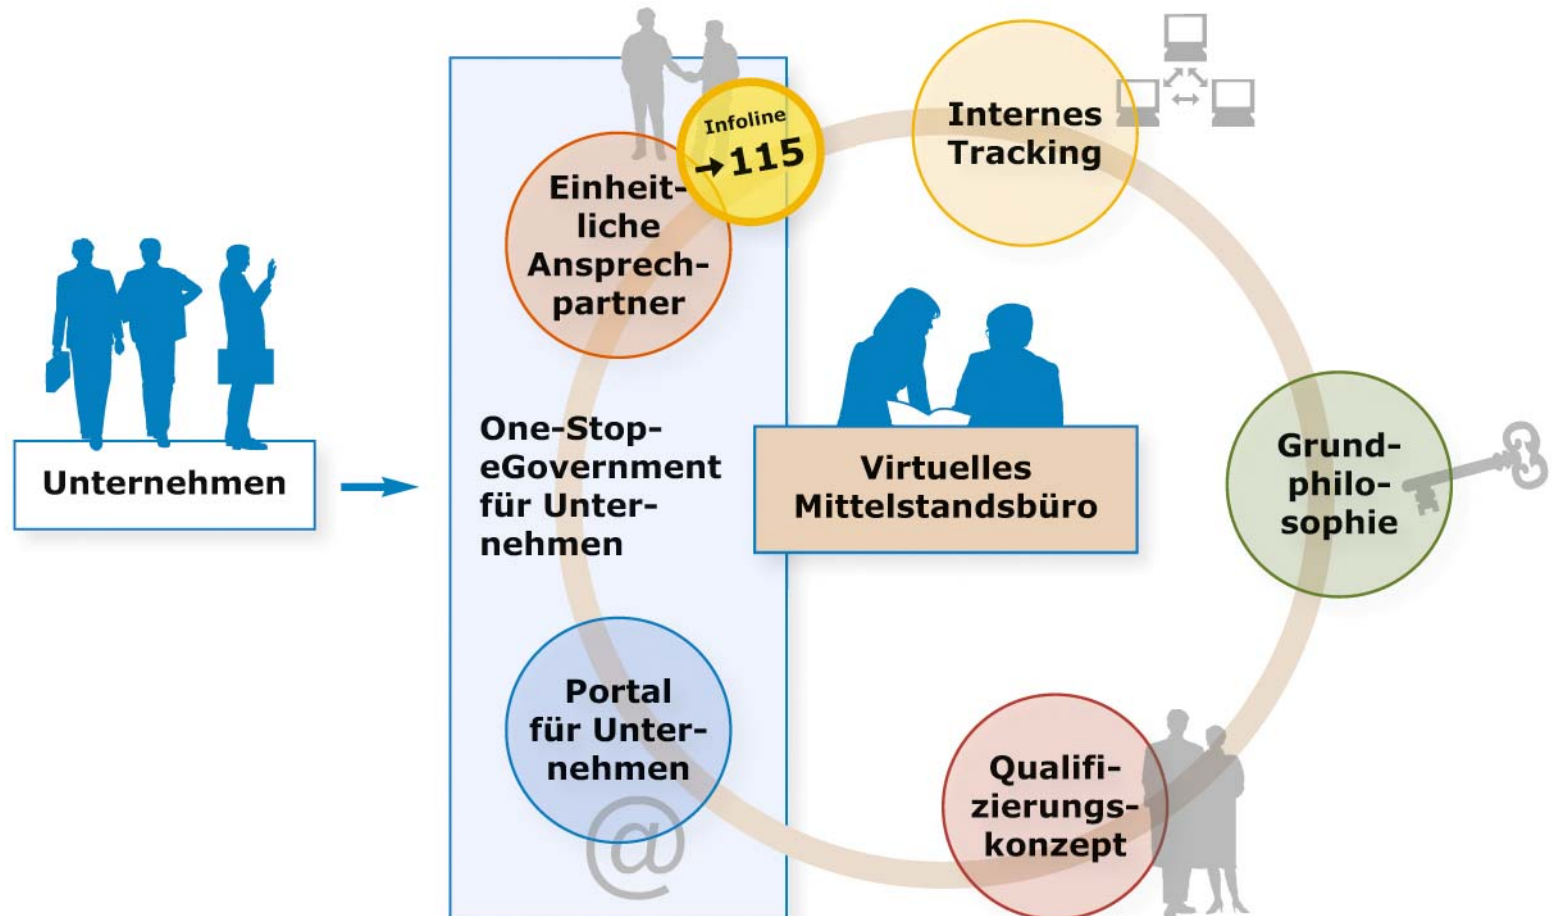 Infoline
→115
Internes
Tracking
Einheit-
liche
Ansprech-
partner
Unternehmen
One-Stop-
eGovernment
für Unter-
nehmen
Virtuelles
Mittelstandsbüro
Grund-
philo-
sophie
Portal
für Unter-
nehmen
@
Qualifi-
zierungs-
konzept